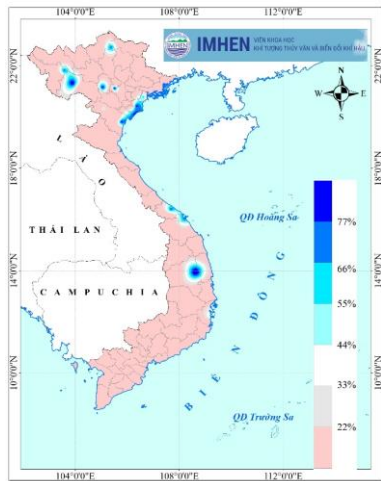 104°0'0"E 108°0'0"E 112°0'0"E
IMHEN
VIỆN KHOA HỌC
KHÍ TƯỢNG THỦY VĂN VÀ BIẾN ĐỔI KHÍ HẬU
22°0'0"N
22°0'0"N
N
W E
S
LÀO
18°0'0"N
18°0'0"N
QĐ Hoàng Sa
THÁI LAN
77%
66%
14°0'0"N
14°0'0"N
CAMPUCHIA
55%
BIỂN ĐÔNG
44%
33%
10°0'0"N
10°0'0"N
22%
QĐ Trường Sa
104°0'0"E 108°0'0"E 112°0'0"E